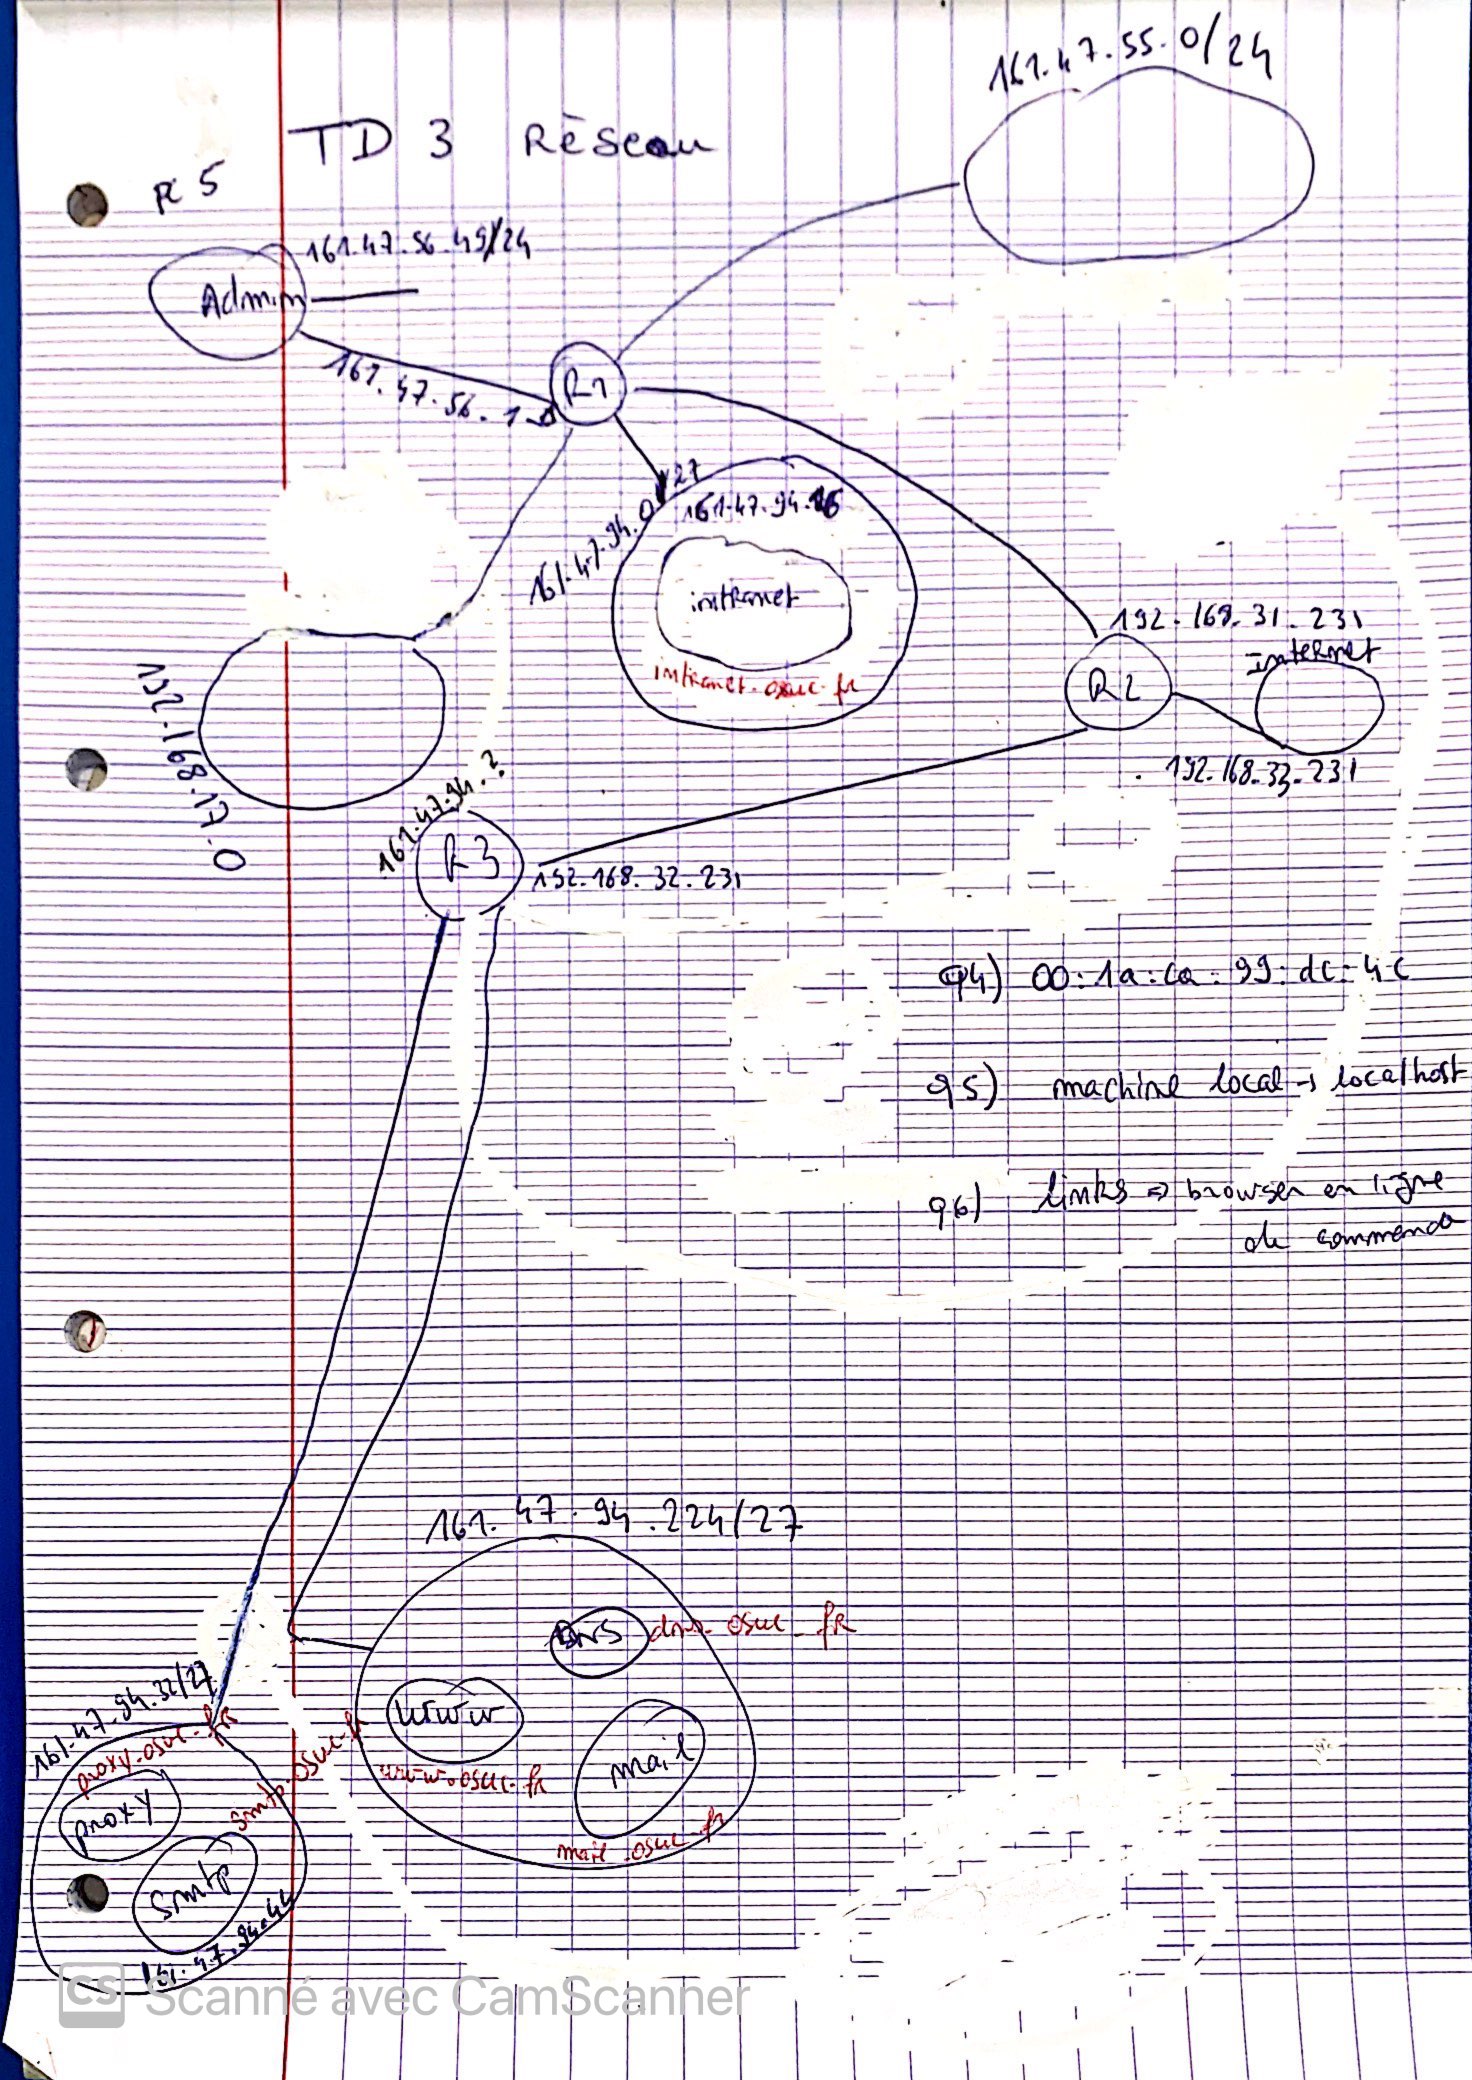 161.47.55.0/24
TD 3 Réseau
R 5
161.47.56.49/24
Admin
161.47.56.1
R1
/27
161.47.94.0
161.47.94.
intranet
intranet.osuc.fr
192.168.31.231
Internet
R2
192.168.33.231
192.168.17.0
161.47.94.?
R3
192.168.32.231
Q4) 00:1a:ca:99:dc:4c
Q5) machine local → localhost
Q6) links => browser en ligne
de commande
161.47.94.224/27
DNS dns.osuc.fr
www
www.osuc.fr
mail
mail.osuc.fr
161.47.94.32/27
proxy.osuc.fr
proxy
smtp.osuc.fr
smtp
161.47.94.44
CS Scanné avec CamScanner